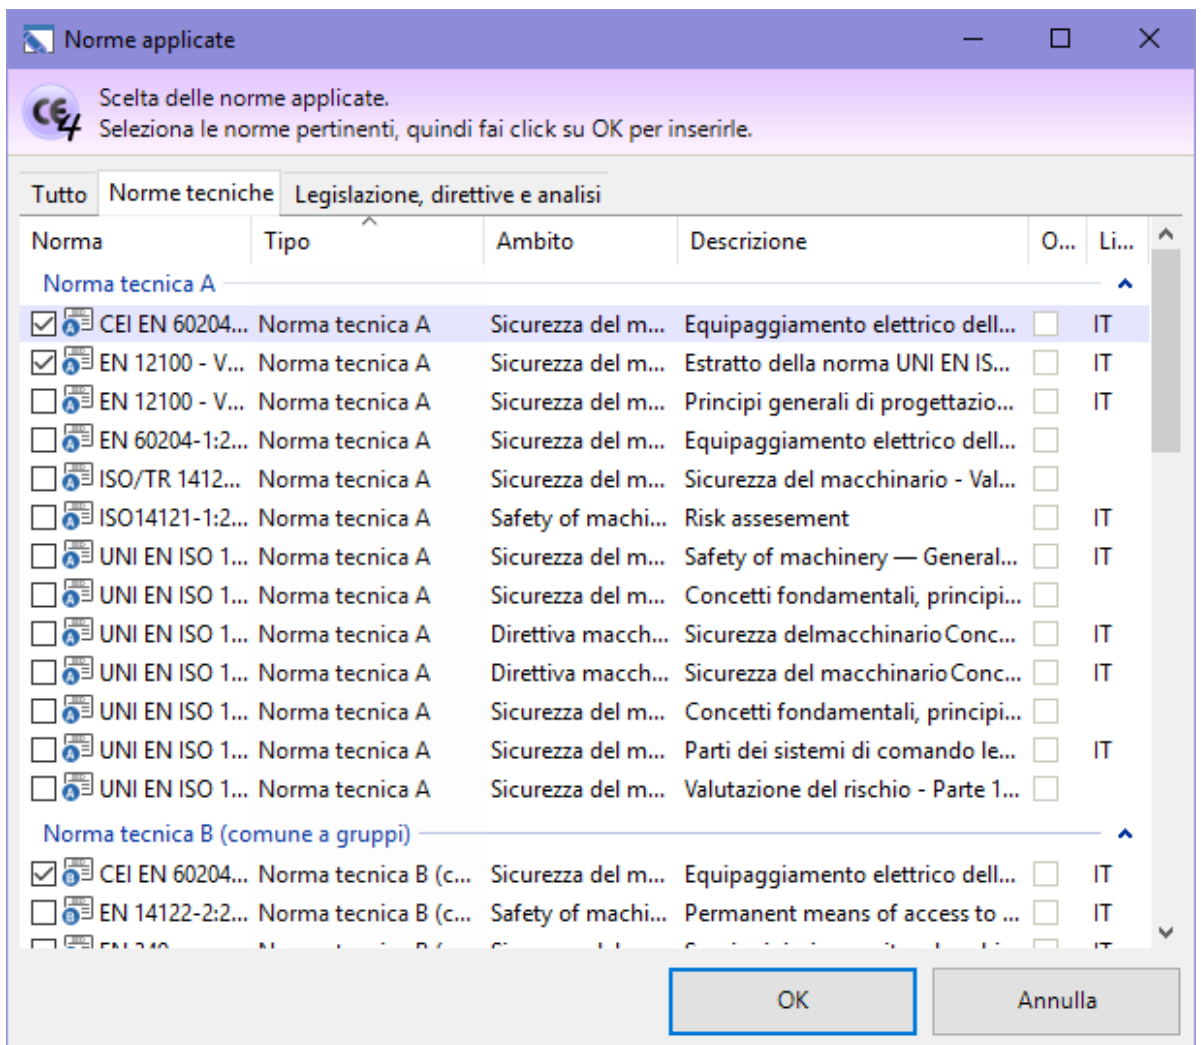 Norme applicate
CE4
Scelta delle norme applicate.
Seleziona le norme pertinenti, quindi fai click su OK per inserirle.
Tutto Norme tecniche Legislazione, direttive e analisi
Norma Tipo Ambito Descrizione O... Li...
Norma tecnica A
CEI EN 60204... Norma tecnica A Sicurezza del m... Equipaggiamento elettrico dell... IT
EN 12100 - V... Norma tecnica A Sicurezza del m... Estratto della norma UNI EN IS... IT
EN 12100 - V... Norma tecnica A Sicurezza del m... Principi generali di progettazio... IT
EN 60204-1:2... Norma tecnica A Sicurezza del m... Equipaggiamento elettrico dell...
ISO/TR 1412... Norma tecnica A Sicurezza del m... Sicurezza del macchinario - Val...
ISO14121-1:2... Norma tecnica A Safety of machi... Risk assesement IT
UNI EN ISO 1... Norma tecnica A Sicurezza del m... Safety of machinery — General... IT
UNI EN ISO 1... Norma tecnica A Sicurezza del m... Concetti fondamentali, principi...
UNI EN ISO 1... Norma tecnica A Direttiva macch... Sicurezza delmacchinario Conc... IT
UNI EN ISO 1... Norma tecnica A Direttiva macch... Sicurezza del macchinario Conc... IT
UNI EN ISO 1... Norma tecnica A Sicurezza del m... Concetti fondamentali, principi...
UNI EN ISO 1... Norma tecnica A Sicurezza del m... Parti dei sistemi di comando le... IT
UNI EN ISO 1... Norma tecnica A Sicurezza del m... Valutazione del rischio - Parte 1...
Norma tecnica B (comune a gruppi)
CEI EN 60204... Norma tecnica B (c... Sicurezza del m... Equipaggiamento elettrico dell... IT
EN 14122-2:2... Norma tecnica B (c... Safety of machi... Permanent means of access to ... IT
OK Annulla